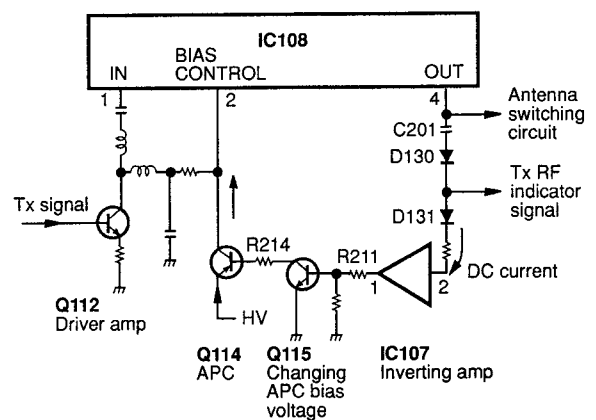 IC108
BIAS
CONTROL
IN
OUT
1
2
4
Antenna
switching
circuit
C201
D130
Tx RF
indicator
signal
Tx signal
D131
R214
R211
DC current
1
2
HV
Q112
Driver amp
Q114
APC
Q115
Changing
APC bias
voltage
IC107
Inverting amp